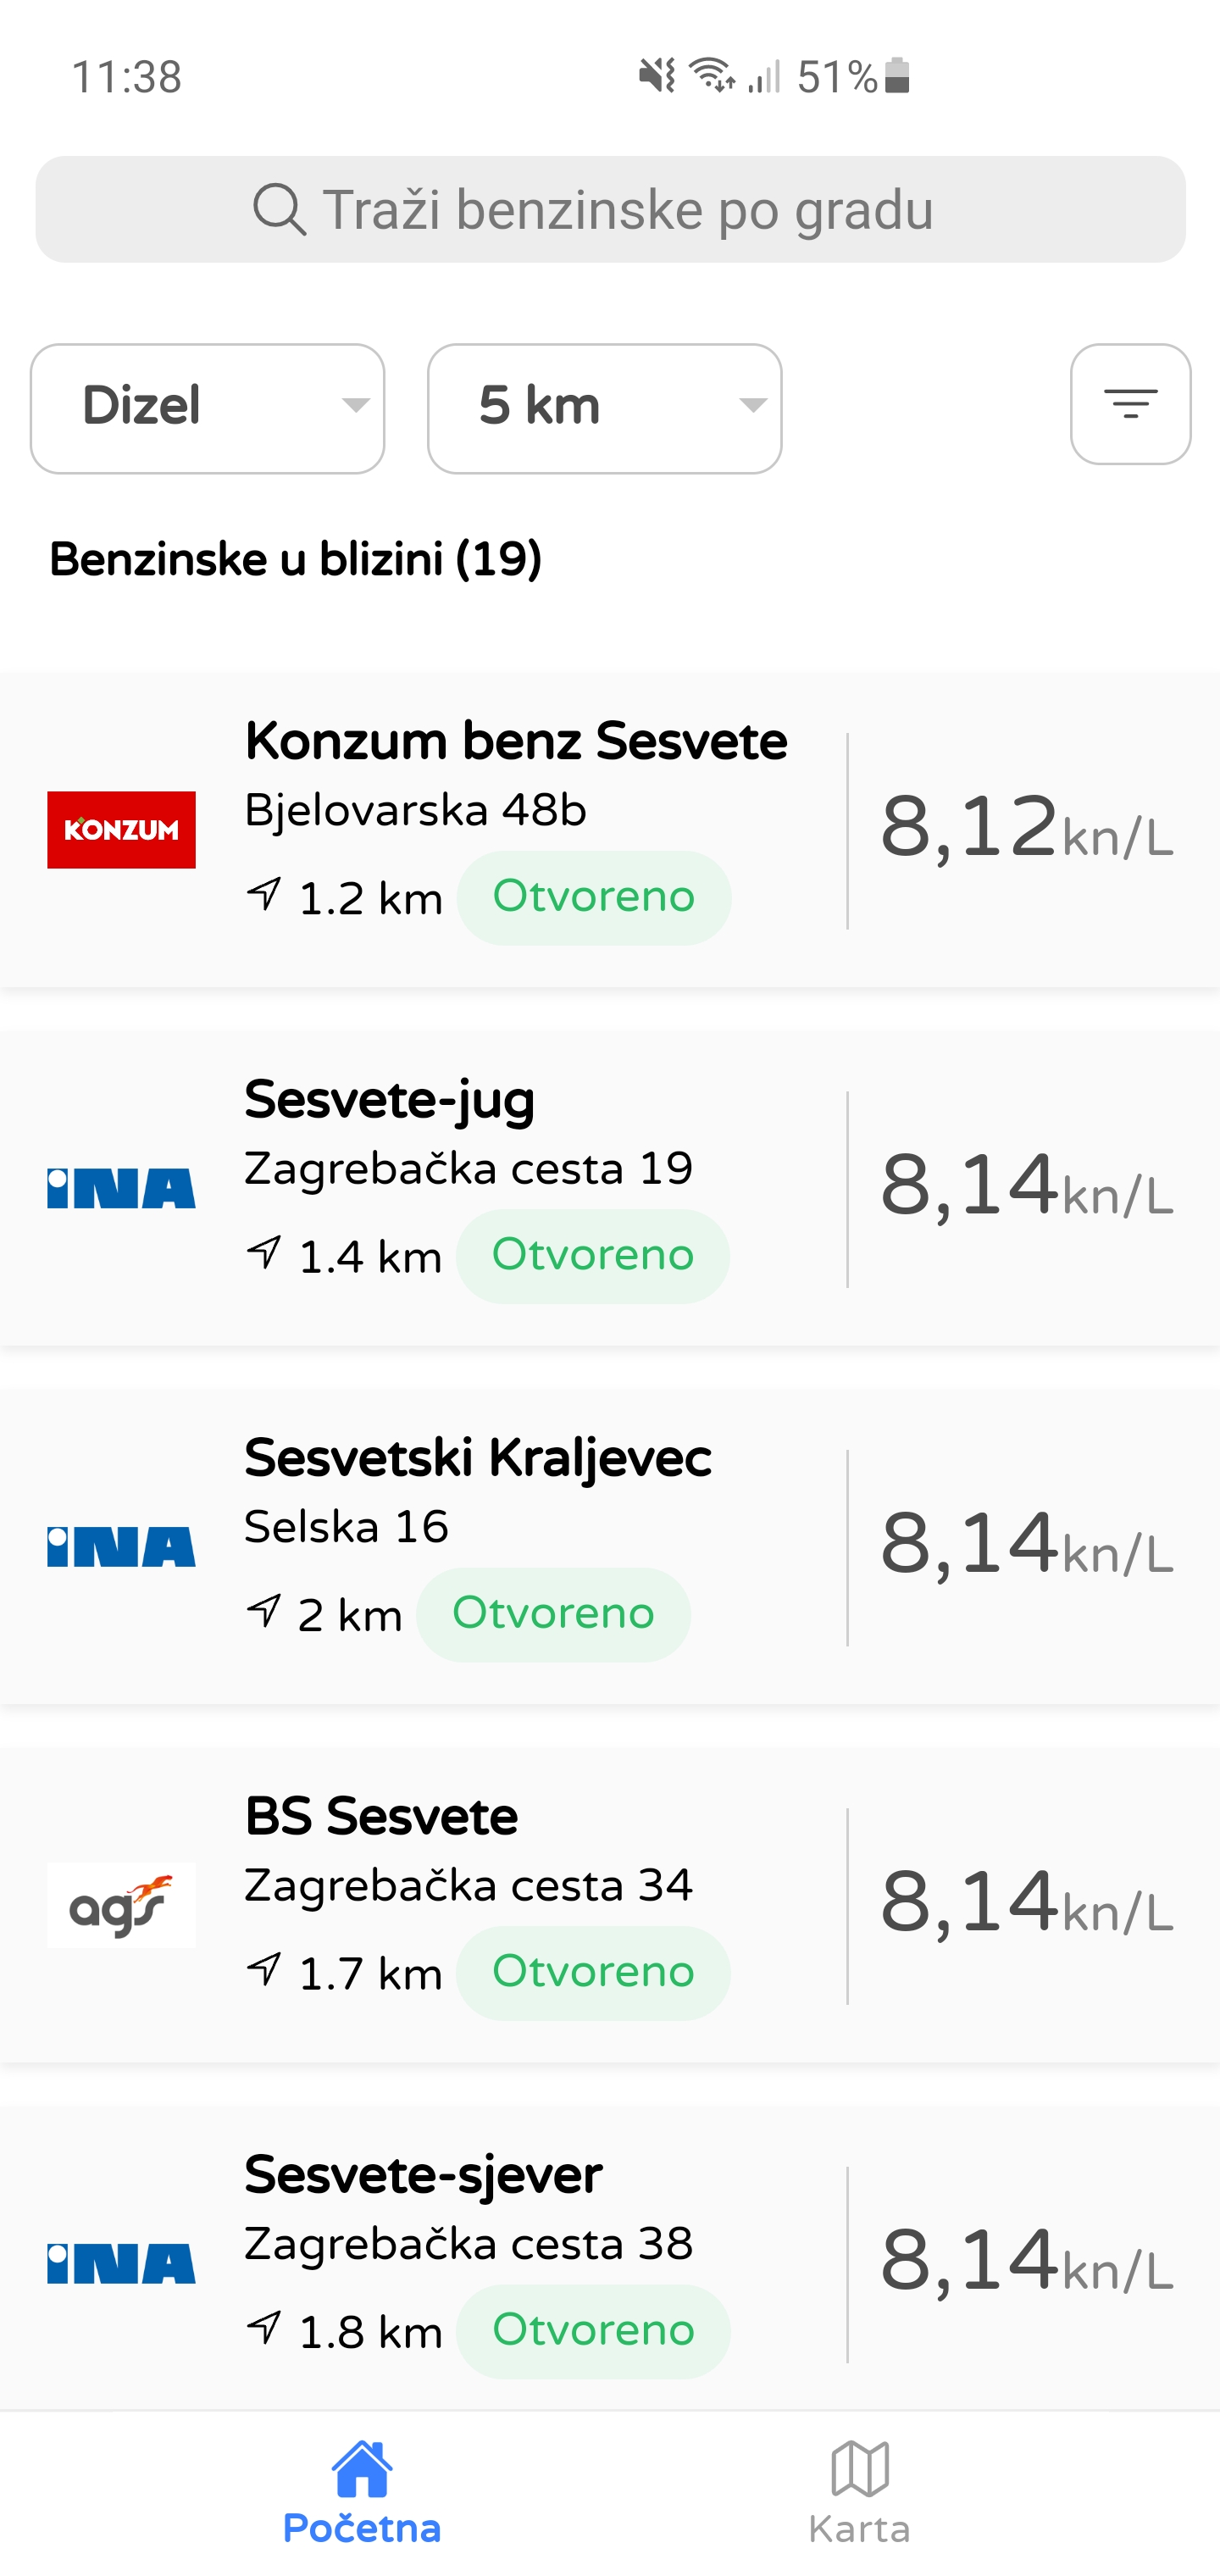 11:38
51%
Traži benzinske po gradu
Dizel
5 km
Benzinske u blizini (19)
Konzum benz Sesvete
Bjelovarska 48b
KONZUM
8,12kn/L
1.2 km
Otvoreno
Sesvete-jug
Zagrebačka cesta 19
INA
8,14kn/L
1.4 km
Otvoreno
Sesvetski Kraljevec
Selska 16
INA
8,14kn/L
2 km
Otvoreno
BS Sesvete
Zagrebačka cesta 34
ags
8,14kn/L
1.7 km
Otvoreno
Sesvete-sjever
Zagrebačka cesta 38
INA
8,14kn/L
1.8 km
Otvoreno
Početna
Karta